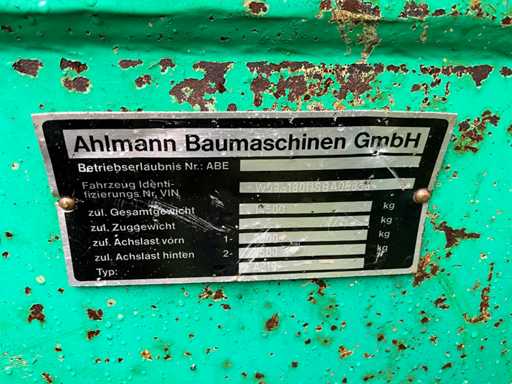 Ahlmann Baumaschinen GmbH
Betriebserlaubnis Nr.: ABE
Fahrzeug Identi-
fizierungs Nr. VIN
zul. Gesamtgewicht kg
zul. Zuggewicht kg
zul. Achslast vorn 1- kg
zul. Achslast hinten 2- kg
Typ: